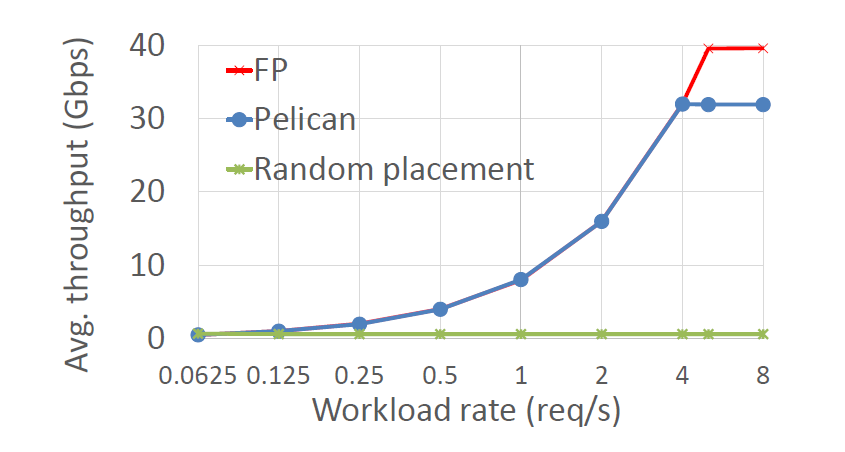 Avg. throughput (Gbps)
40
30
20
10
0
FP
Pelican
Random placement
0.0625 0.125 0.25 0.5 1 2 4 8
Workload rate (req/s)